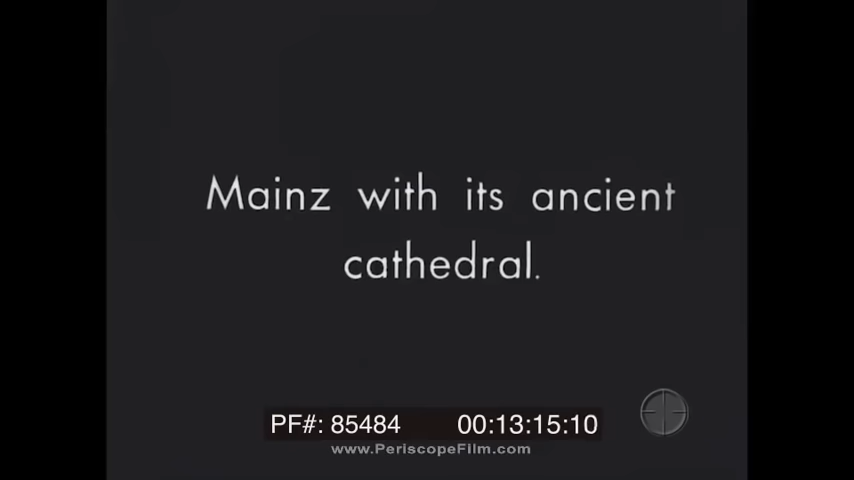 Mainz with its ancient
cathedral.
PF#: 85484 00:13:15:10
www.PeriscopeFilm.com